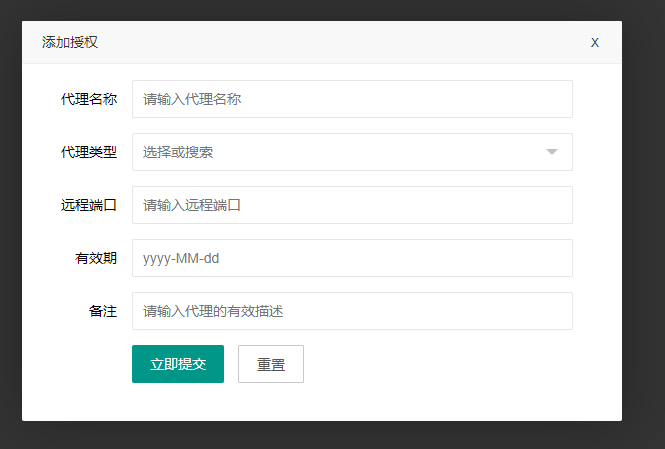 添加授权 X
代理名称 请输入代理名称
代理类型 选择或搜索
远程端口 请输入远程端口
有效期 yyyy-MM-dd
备注 请输入代理的有效描述
立即提交 重置